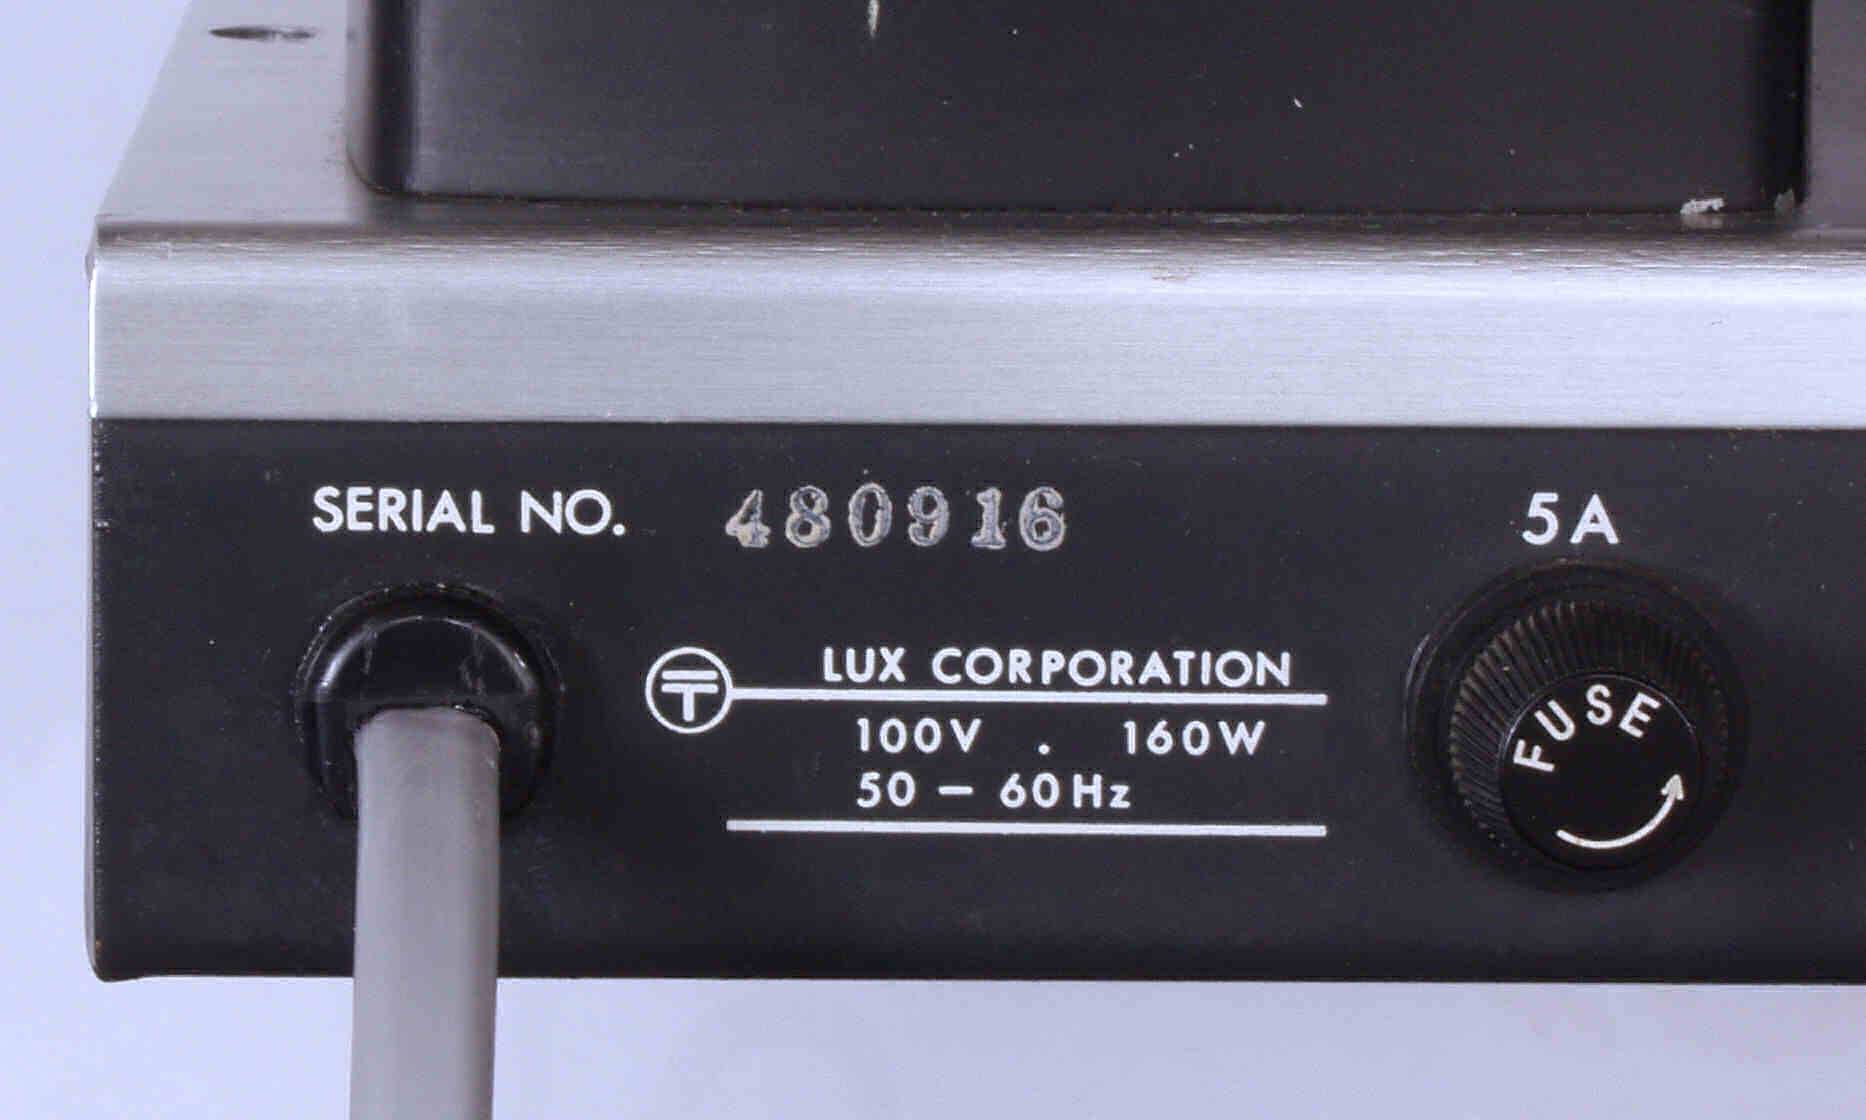 SERIAL NO. 480916
5A
LUX CORPORATION
100V . 160W
50 – 60Hz
FUSE